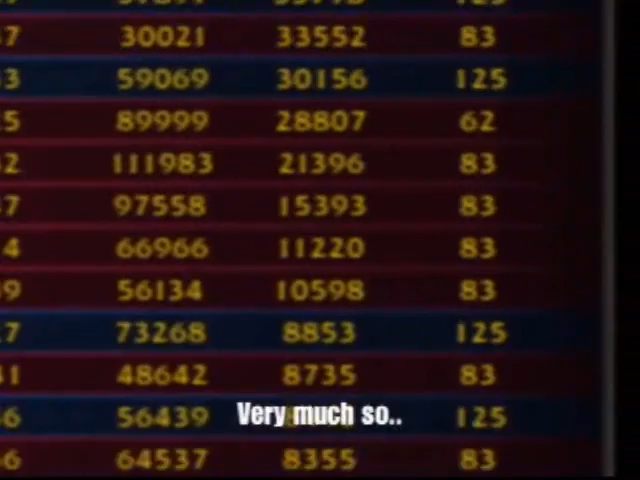 30021 33552 83
59069 30156 125
89999 28807 62
111983 21396 83
97558 15393 83
66966 11220 83
56134 10598 83
73268 8853 125
48642 8735 83
56439 Very much so.. 125
64537 8355 83